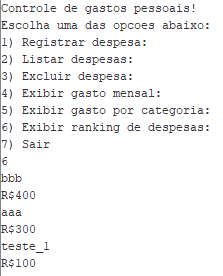 Controle de gastos pessoais!
Escolha uma das opcoes abaixo:
1) Registrar despesa:
2) Listar despesas:
3) Excluir despesa:
4) Exibir gasto mensal:
5) Exibir gasto por categoria:
6) Exibir ranking de despesas:
7) Sair
6
bbb
R$400
aaa
R$300
teste_1
R$100